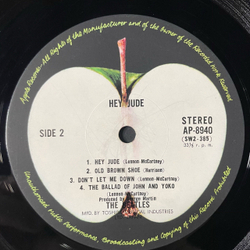 Apple Records - All Rights of the Manufacturer and of the Owner of the Recorded Work Reserved
HEY JUDE
SIDE 2
STEREO
AP-8940
(SW2-385)
33⅓ r.p.m.
1. HEY JUDE (Lennon-McCartney)
2. OLD BROWN SHOE (Harrison)
3. DON'T LET ME DOWN (Lennon-McCartney)
4. THE BALLAD OF JOHN AND YOKO
(Lennon-McCartney)
Produced by George Martin
THE BEATLES
MFG. BY TOSHIBA MUSICAL INDUSTRIES
Unauthorised Public Performance, Broadcasting and Copying of this Record Prohibited